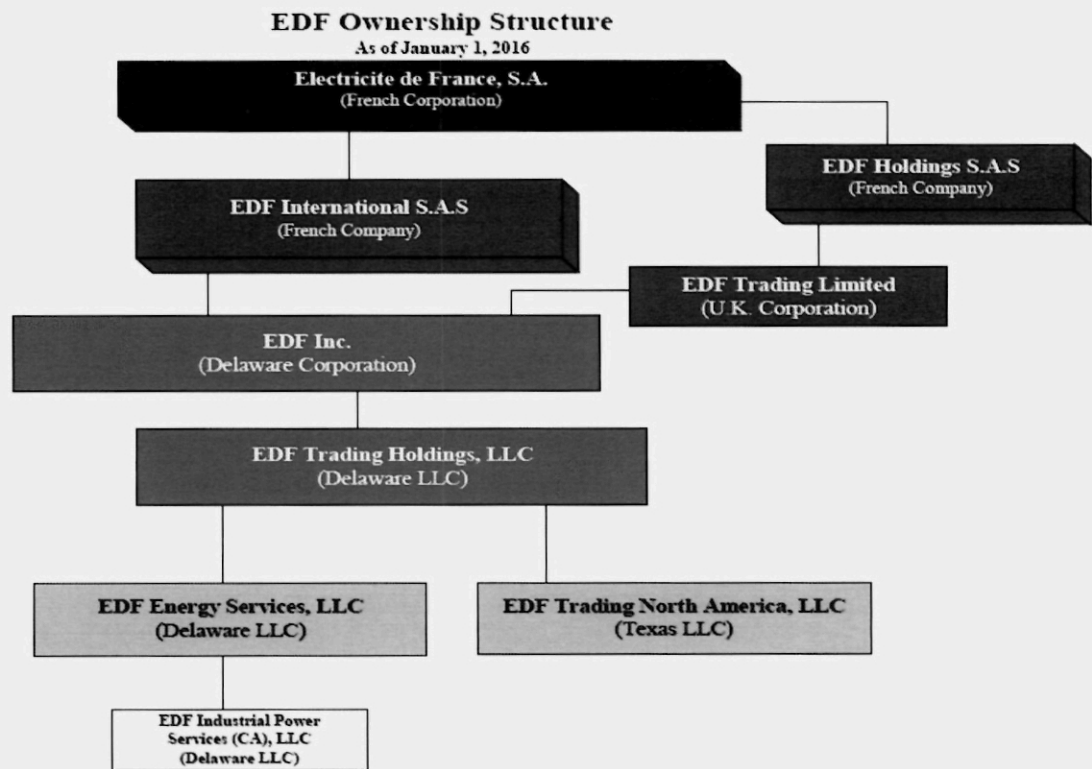 EDF Ownership Structure
As of January 1, 2016
Electricite de France, S.A.
(French Corporation)
EDF Holdings S.A.S
(French Company)
EDF International S.A.S
(French Company)
EDF Trading Limited
(U.K. Corporation)
EDF Inc.
(Delaware Corporation)
EDF Trading Holdings, LLC
(Delaware LLC)
EDF Energy Services, LLC
(Delaware LLC)
EDF Trading North America, LLC
(Texas LLC)
EDF Industrial Power
Services (CA), LLC
(Delaware LLC)